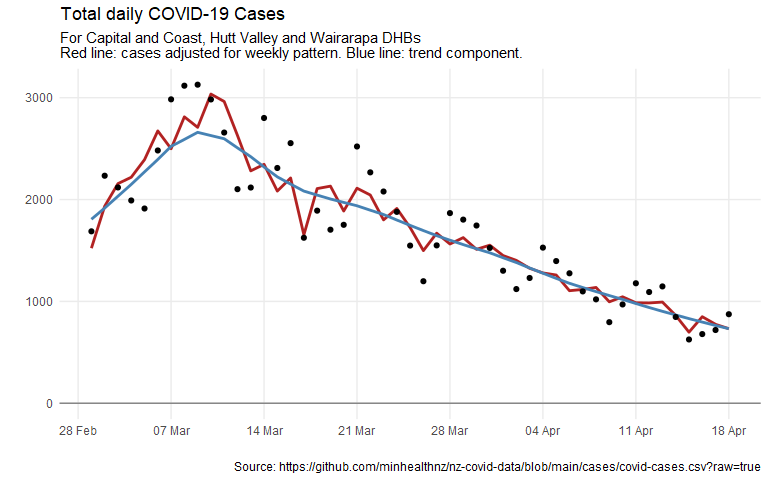 Total daily COVID-19 Cases
For Capital and Coast, Hutt Valley and Wairarapa DHBs
Red line: cases adjusted for weekly pattern. Blue line: trend component.
3000
2000
1000
0
28 Feb 07 Mar 14 Mar 21 Mar 28 Mar 04 Apr 11 Apr 18 Apr
Source: https://github.com/minhealthnz/nz-covid-data/blob/main/cases/covid-cases.csv?raw=true